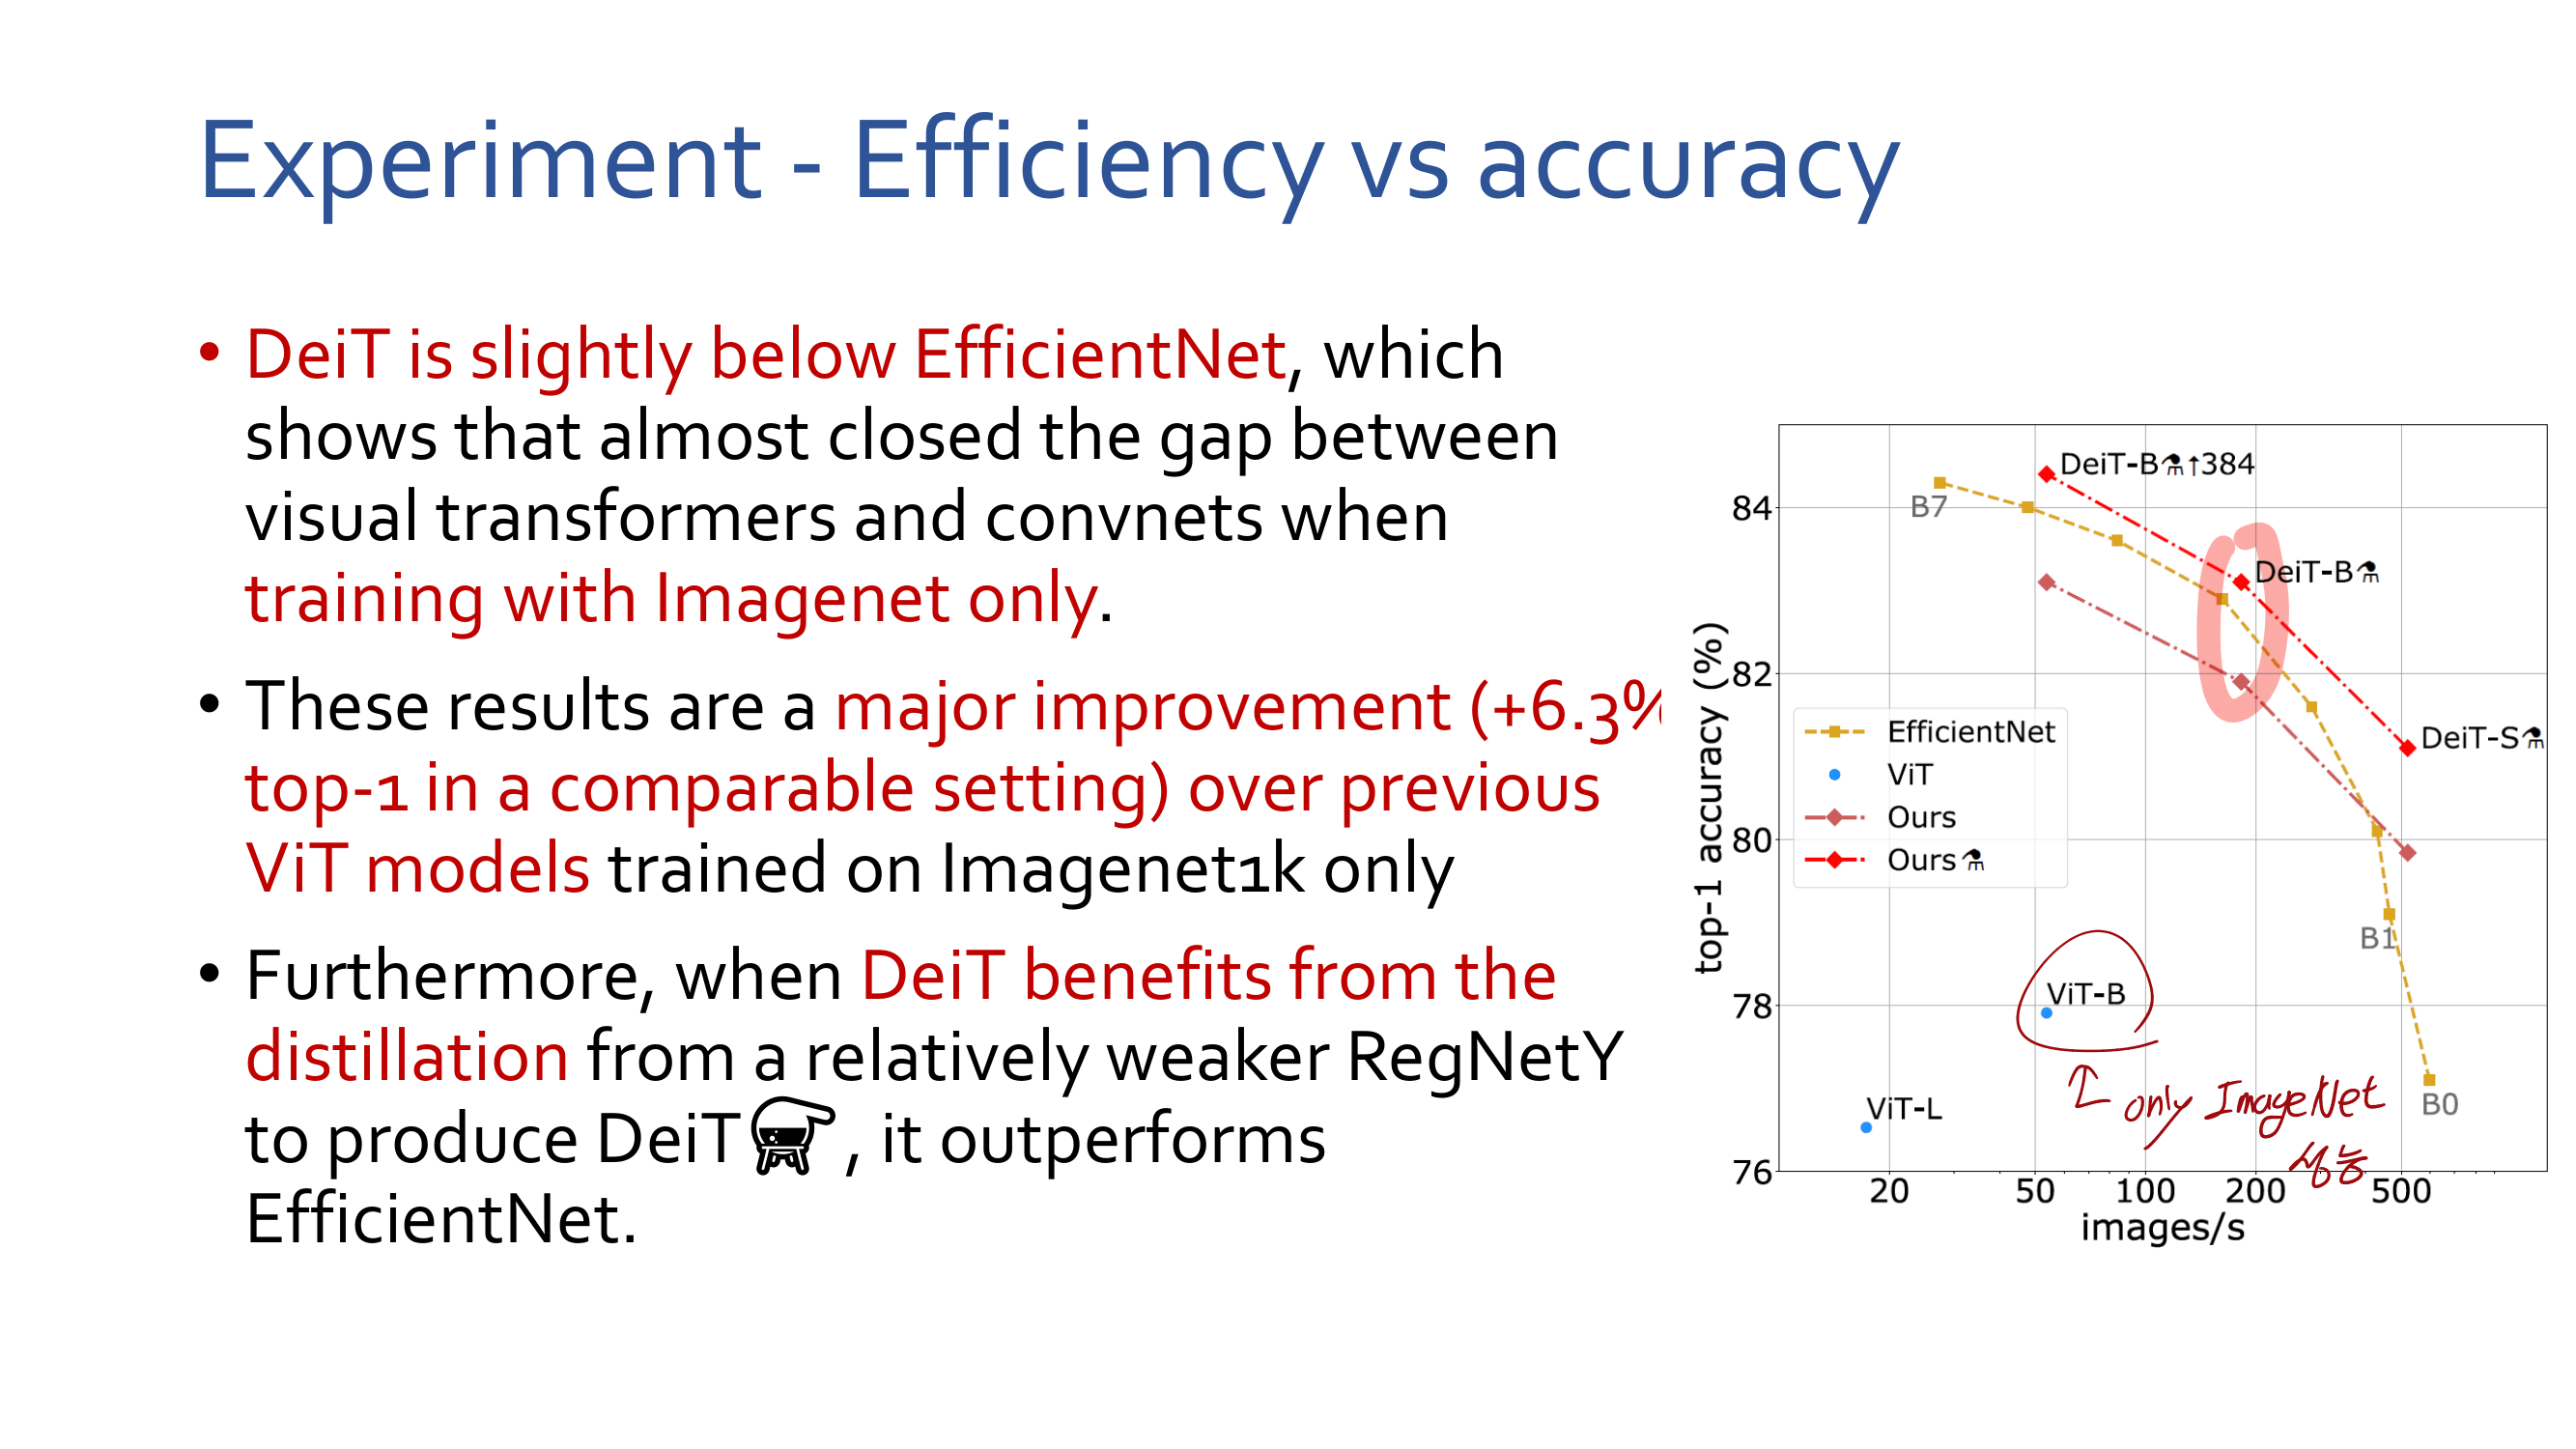 Experiment - Efficiency vs accuracy
• DeiT is slightly below EfficientNet, which
shows that almost closed the gap between
visual transformers and convnets when
training with Imagenet only.
• These results are a major improvement (+6.3%
top-1 in a comparable setting) over previous
ViT models trained on Imagenet1k only
• Furthermore, when DeiT benefits from the
distillation from a relatively weaker RegNetY
to produce DeiT⚗, it outperforms
EfficientNet.
top-1 accuracy (%)
84
82
80
78
76
DeiT-B⚗↑384
B7
DeiT-B⚗
DeiT-S⚗
EfficientNet
ViT
Ours
Ours⚗
B1
ViT-B
ViT-L
B0
only ImageNet
성능
20 50 100 200 500
images/s